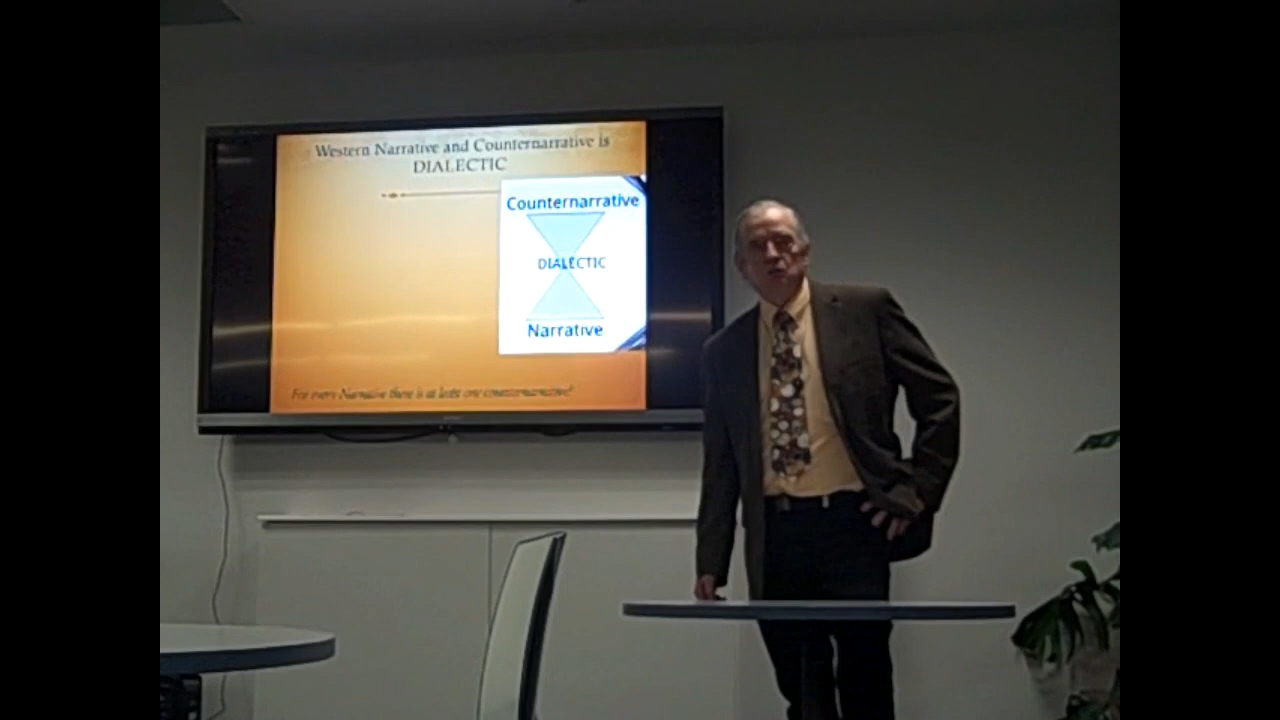 Western Narrative and Counternarrative is
DIALECTIC
Counternarrative
DIALECTIC
Narrative
For every Narrative there is at least one counternarrative!